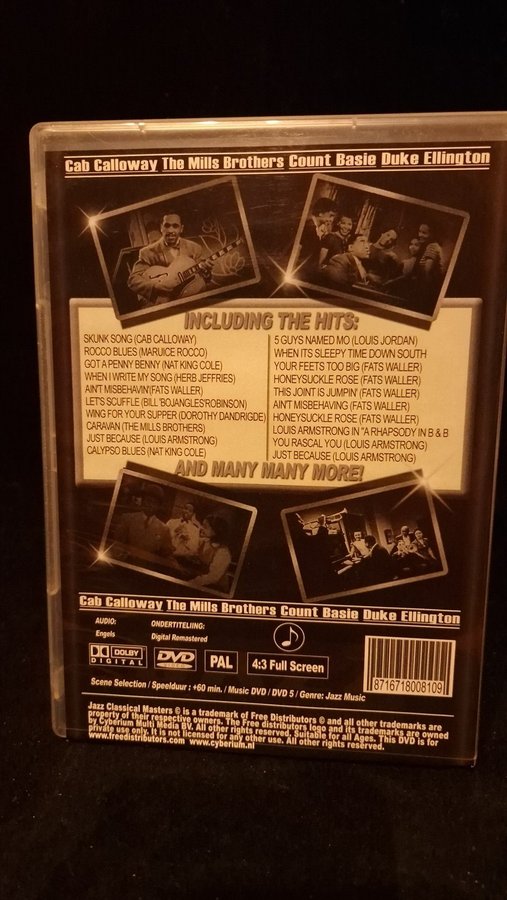 Cab Calloway The Mills Brothers Count Basie Duke Ellington
INCLUDING THE HITS:
SKUNK SONG (CAB CALLOWAY)
ROCCO BLUES (MARUICE ROCCO)
GOT A PENNY BENNY (NAT KING COLE)
WHEN I WRITE MY SONG (HERB JEFFRIES)
AIN'T MISBEHAVIN'(FATS WALLER)
LET'S SCUFFLE (BILL 'BOJANGLES'ROBINSON)
WING FOR YOUR SUPPER (DOROTHY DANDRIGDE)
CARAVAN (THE MILLS BROTHERS)
JUST BECAUSE (LOUIS ARMSTRONG)
CALYPSO BLUES (NAT KING COLE)
5 GUYS NAMED MO (LOUIS JORDAN)
WHEN ITS SLEEPY TIME DOWN SOUTH
YOUR FEETS TOO BIG (FATS WALLER)
HONEYSUCKLE ROSE (FATS WALLER)
THIS JOINT IS JUMPIN' (FATS WALLER)
AIN'T MISBEHAVING (FATS WALLER)
HONEYSUCKLE ROSE (FATS WALLER)
LOUIS ARMSTRONG IN "A RHAPSODY IN B & B
YOU RASCAL YOU (LOUIS ARMSTRONG)
JUST BECAUSE (LOUIS ARMSTRONG)
AND MANY MANY MORE!
Cab Calloway The Mills Brothers Count Basie Duke Ellington
AUDIO:
Engels
ONDERTITELIING:
Digital Remastered
DOLBY
DIGITAL
DVD
VIDEO
PAL
4:3 Full Screen
8716718008109
Scene Selection / Speelduur : +60 min. / Music DVD / DVD 5 / Genre: Jazz Music
Jazz Classical Masters © is a trademark of Free Distributors © and all other trademarks are
property of their respective owners. The Free distributors logo and its trademarks are owned
by Cyberium Multi Media BV. All other rights reserved. Suitable for all Ages. This DVD is for
private use only. It is not licensed for any other use. All other rights reserved.
www.freedistributors.com www.cyberium.nl